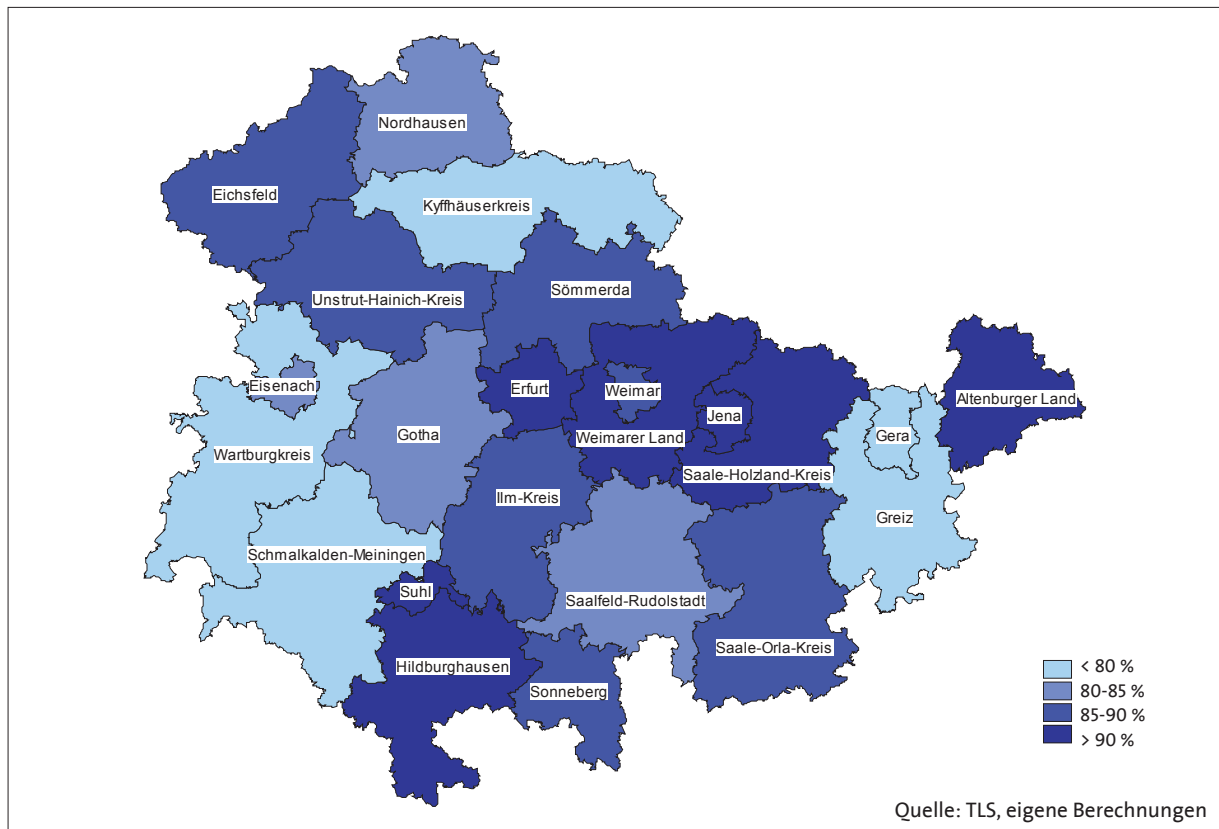 Nordhausen
Eichsfeld
Kyffhäuserkreis
Sömmerda
Unstrut-Hainich-Kreis
Eisenach
Erfurt
Weimar
Altenburger Land
Jena
Gotha
Weimarer Land
Gera
Wartburgkreis
Saale-Holzland-Kreis
Ilm-Kreis
Greiz
Schmalkalden-Meiningen
Suhl
Saalfeld-Rudolstadt
Saale-Orla-Kreis
Hildburghausen
Sonneberg
< 80 %
80-85 %
85-90 %
> 90 %
Quelle: TLS, eigene Berechnungen